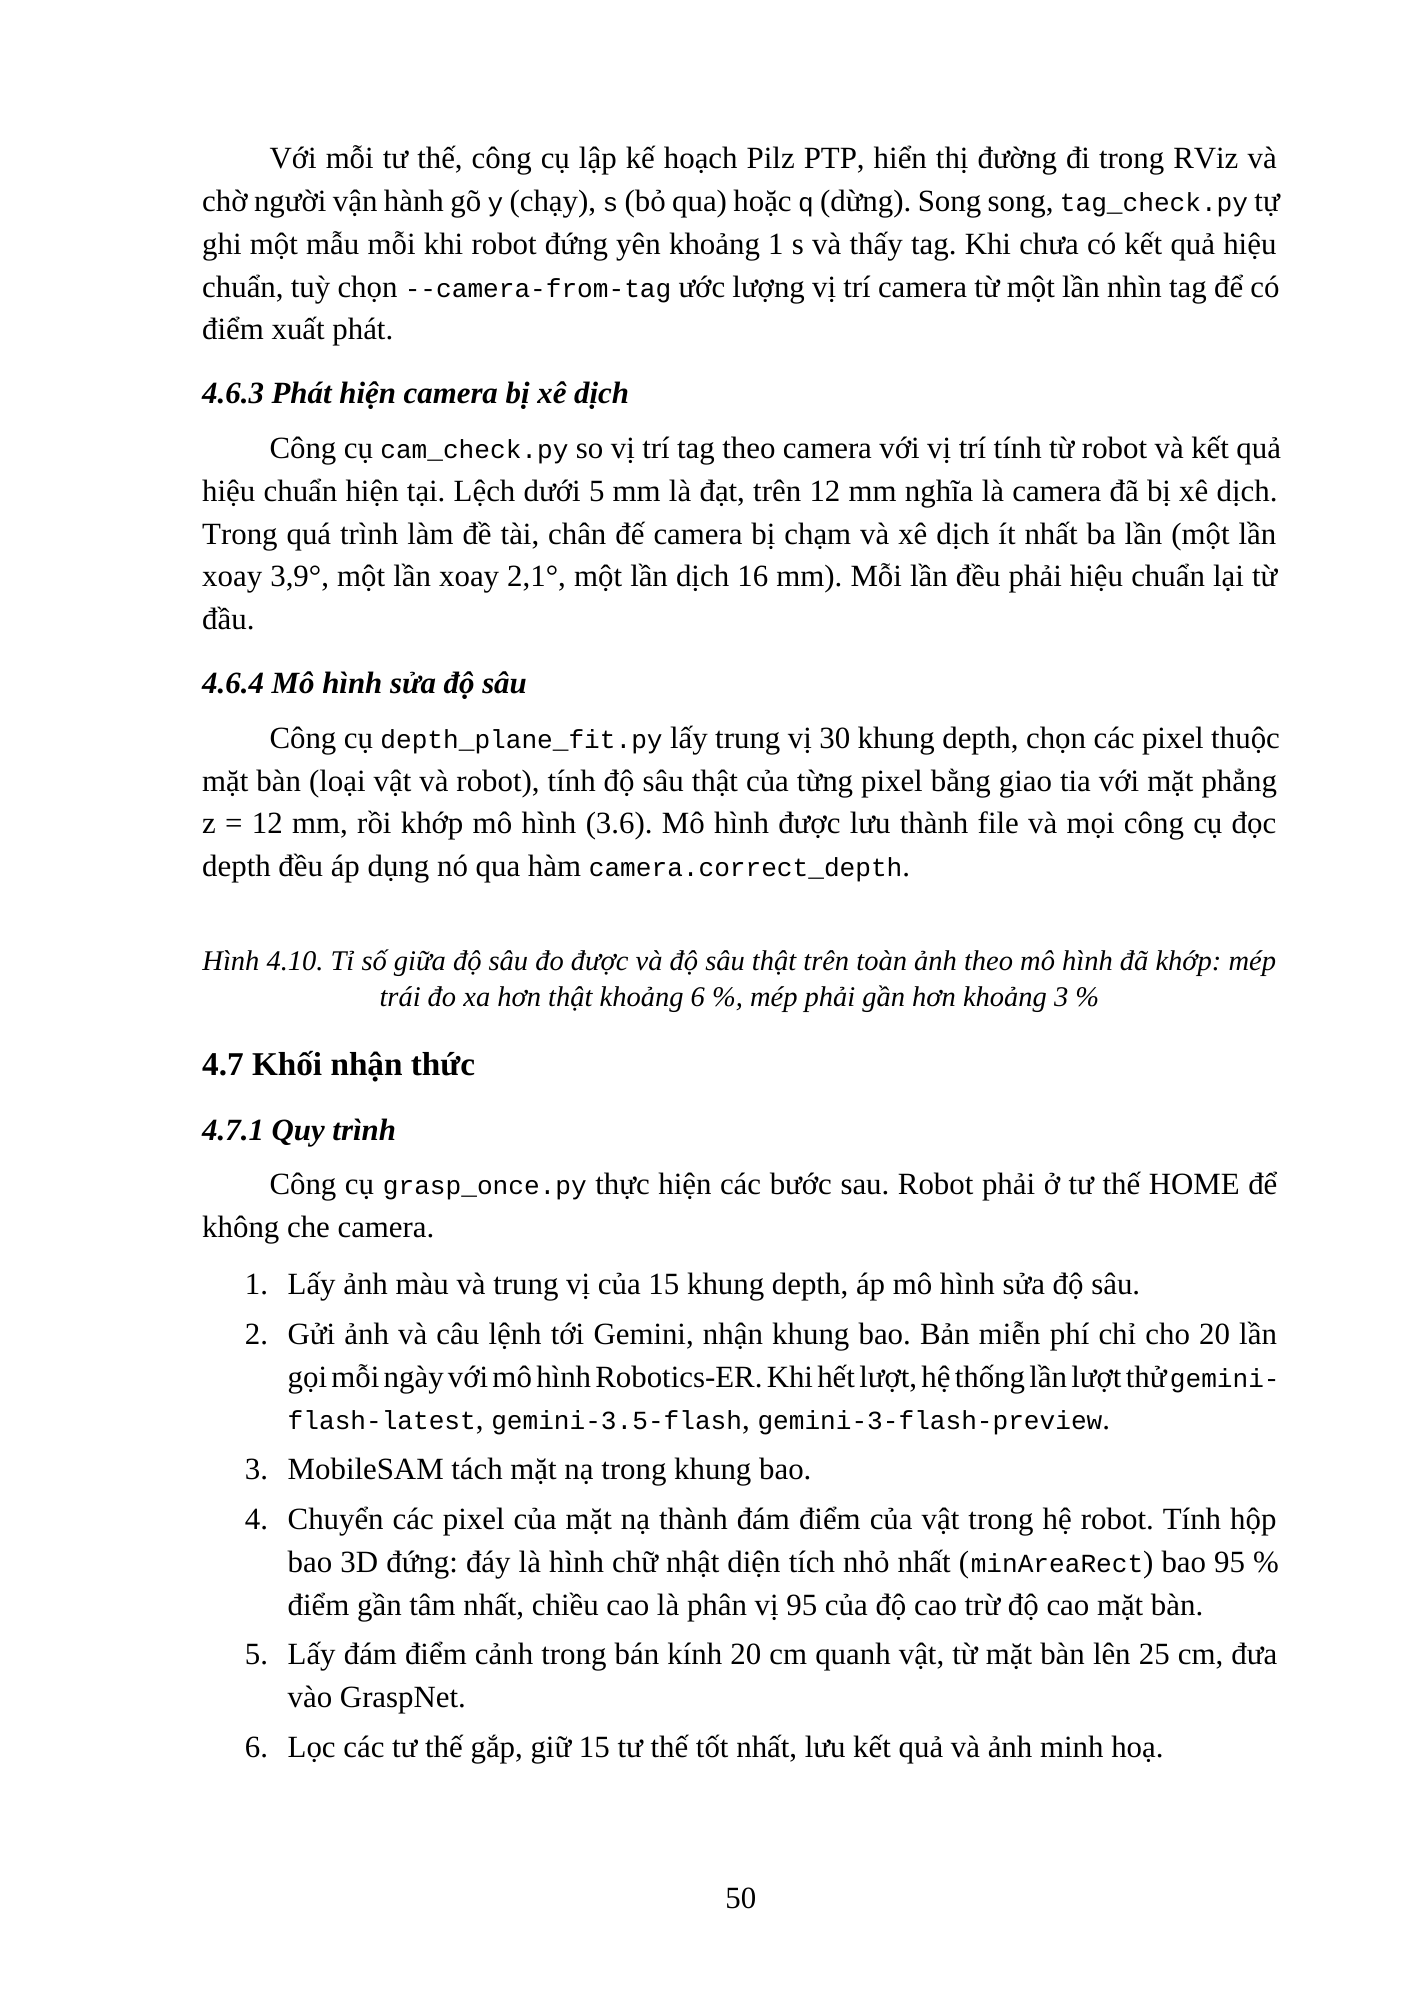 Với mỗi tư thế, công cụ lập kế hoạch Pilz PTP, hiển thị đường đi trong RViz và
chờ người vận hành gõ y (chạy), s (bỏ qua) hoặc q (dừng). Song song, tag_check.py tự
ghi một mẫu mỗi khi robot đứng yên khoảng 1 s và thấy tag. Khi chưa có kết quả hiệu
chuẩn, tuỳ chọn --camera-from-tag ước lượng vị trí camera từ một lần nhìn tag để có
điểm xuất phát.
4.6.3 Phát hiện camera bị xê dịch
Công cụ cam_check.py so vị trí tag theo camera với vị trí tính từ robot và kết quả
hiệu chuẩn hiện tại. Lệch dưới 5 mm là đạt, trên 12 mm nghĩa là camera đã bị xê dịch.
Trong quá trình làm đề tài, chân đế camera bị chạm và xê dịch ít nhất ba lần (một lần
xoay 3,9°, một lần xoay 2,1°, một lần dịch 16 mm). Mỗi lần đều phải hiệu chuẩn lại từ
đầu.
4.6.4 Mô hình sửa độ sâu
Công cụ depth_plane_fit.py lấy trung vị 30 khung depth, chọn các pixel thuộc
mặt bàn (loại vật và robot), tính độ sâu thật của từng pixel bằng giao tia với mặt phẳng
z = 12 mm, rồi khớp mô hình (3.6). Mô hình được lưu thành file và mọi công cụ đọc
depth đều áp dụng nó qua hàm camera.correct_depth.
Hình 4.10. Tỉ số giữa độ sâu đo được và độ sâu thật trên toàn ảnh theo mô hình đã khớp: mép
trái đo xa hơn thật khoảng 6 %, mép phải gần hơn khoảng 3 %
4.7 Khối nhận thức
4.7.1 Quy trình
Công cụ grasp_once.py thực hiện các bước sau. Robot phải ở tư thế HOME để
không che camera.
1. Lấy ảnh màu và trung vị của 15 khung depth, áp mô hình sửa độ sâu.
2. Gửi ảnh và câu lệnh tới Gemini, nhận khung bao. Bản miễn phí chỉ cho 20 lần
gọi mỗi ngày với mô hình Robotics-ER. Khi hết lượt, hệ thống lần lượt thử gemini-
flash-latest, gemini-3.5-flash, gemini-3-flash-preview.
3. MobileSAM tách mặt nạ trong khung bao.
4. Chuyển các pixel của mặt nạ thành đám điểm của vật trong hệ robot. Tính hộp
bao 3D đứng: đáy là hình chữ nhật diện tích nhỏ nhất (minAreaRect) bao 95 %
điểm gần tâm nhất, chiều cao là phân vị 95 của độ cao trừ độ cao mặt bàn.
5. Lấy đám điểm cảnh trong bán kính 20 cm quanh vật, từ mặt bàn lên 25 cm, đưa
vào GraspNet.
6. Lọc các tư thế gắp, giữ 15 tư thế tốt nhất, lưu kết quả và ảnh minh hoạ.
50